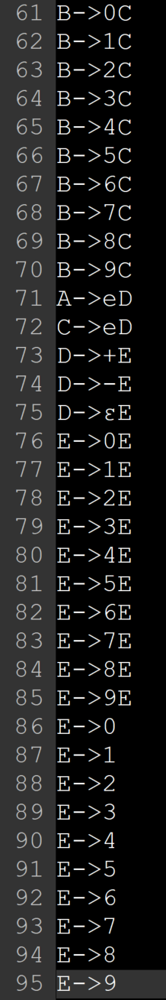 61 B->0C
62 B->1C
63 B->2C
64 B->3C
65 B->4C
66 B->5C
67 B->6C
68 B->7C
69 B->8C
70 B->9C
71 A->eD
72 C->eD
73 D->+E
74 D->-E
75 D->εE
76 E->0E
77 E->1E
78 E->2E
79 E->3E
80 E->4E
81 E->5E
82 E->6E
83 E->7E
84 E->8E
85 E->9E
86 E->0
87 E->1
88 E->2
89 E->3
90 E->4
91 E->5
92 E->6
93 E->7
94 E->8
95 E->9